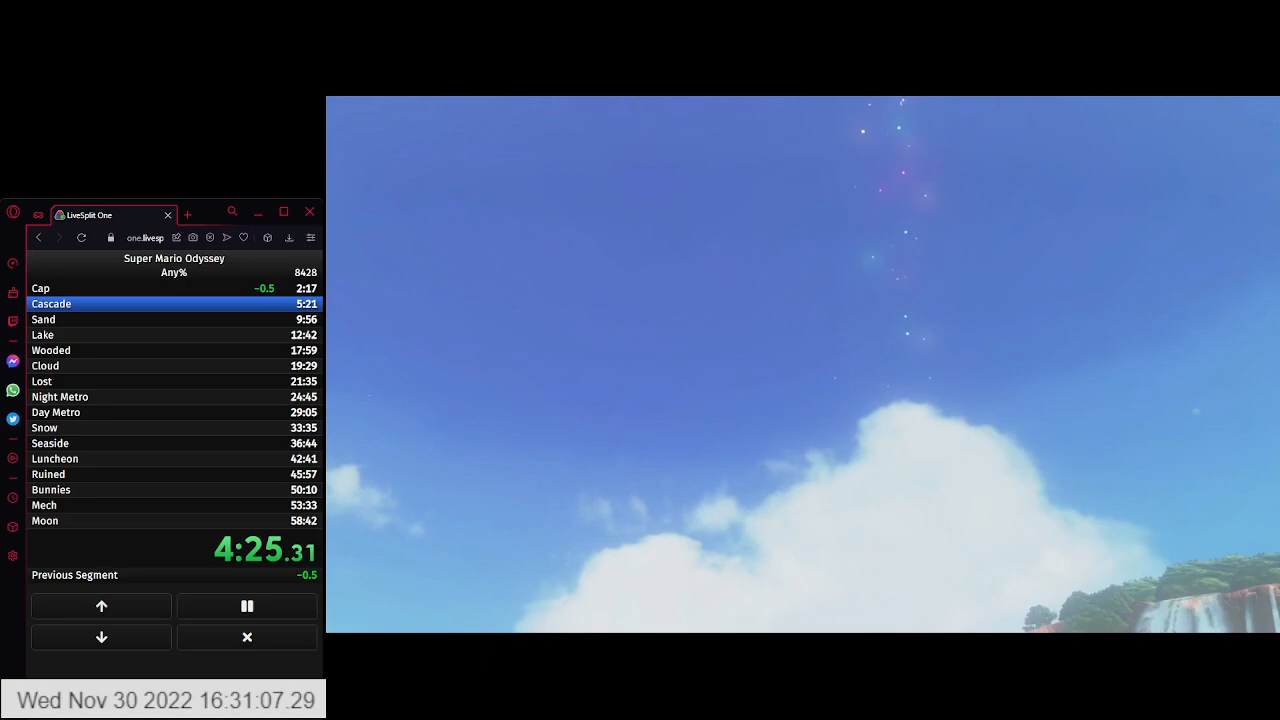 LiveSplit One
one.livesp
Super Mario Odyssey
Any% 8428
Cap -0.5 2:17
Cascade 5:21
Sand 9:56
Lake 12:42
Wooded 17:59
Cloud 19:29
Lost 21:35
Night Metro 24:45
Day Metro 29:05
Snow 33:35
Seaside 36:44
Luncheon 42:41
Ruined 45:57
Bunnies 50:10
Mech 53:33
Moon 58:42
4:25.31
Previous Segment -0.5
Wed Nov 30 2022 16:31:07.29